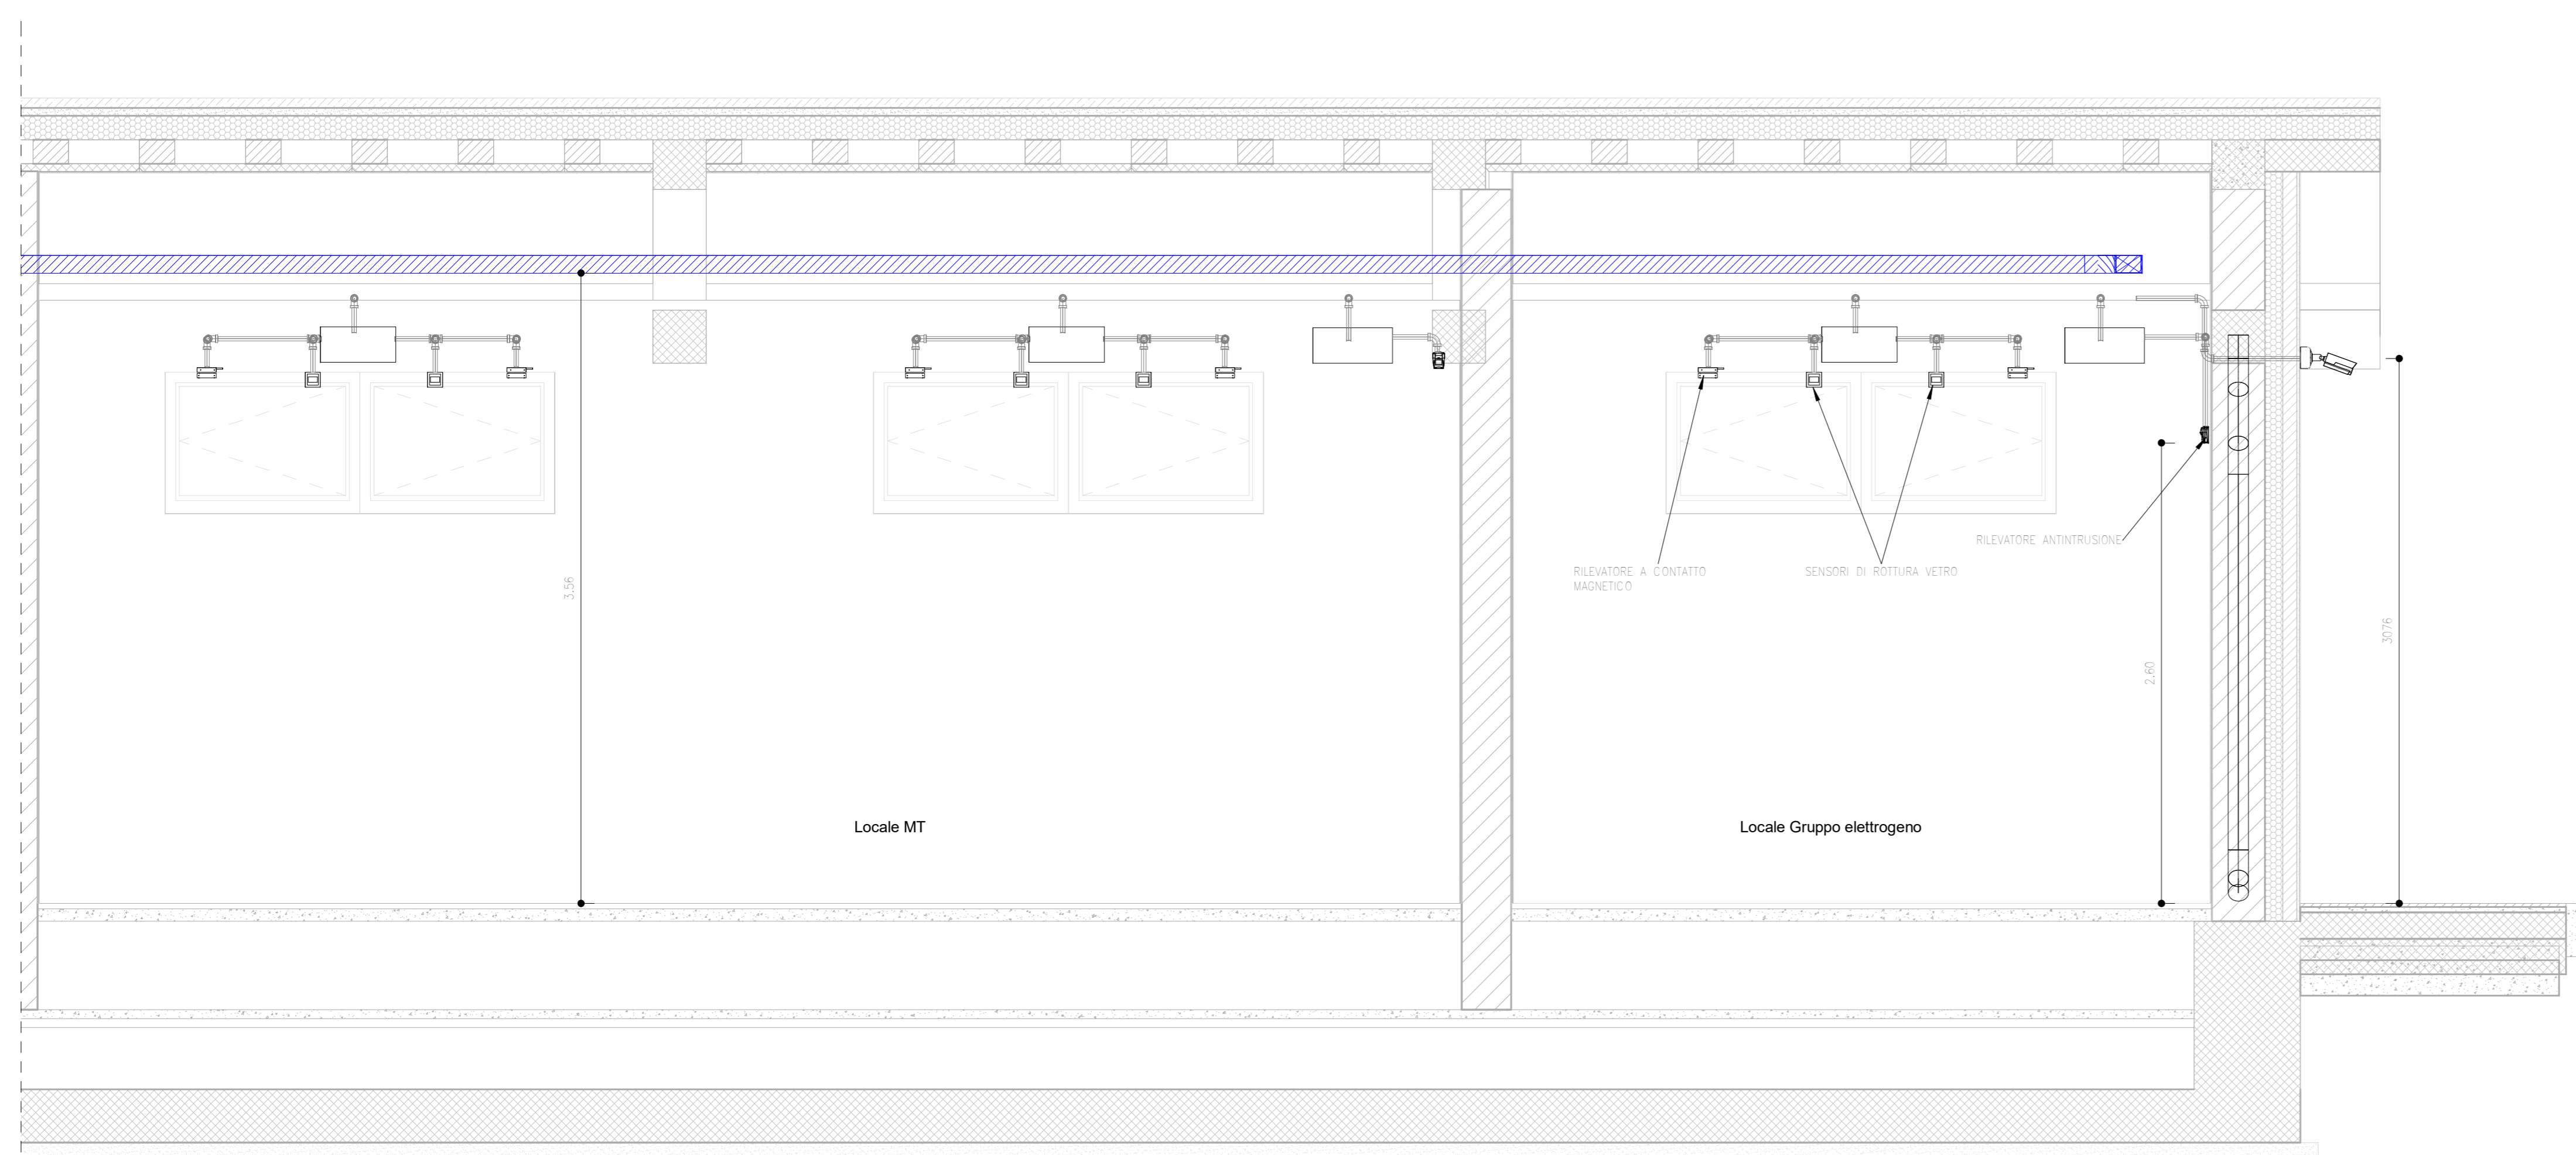 3.56
RILEVATORE A CONTATTO
MAGNETICO
SENSORI DI ROTTURA VETRO
RILEVATORE ANTINTRUSIONE
2.60
3076
Locale MT
Locale Gruppo elettrogeno